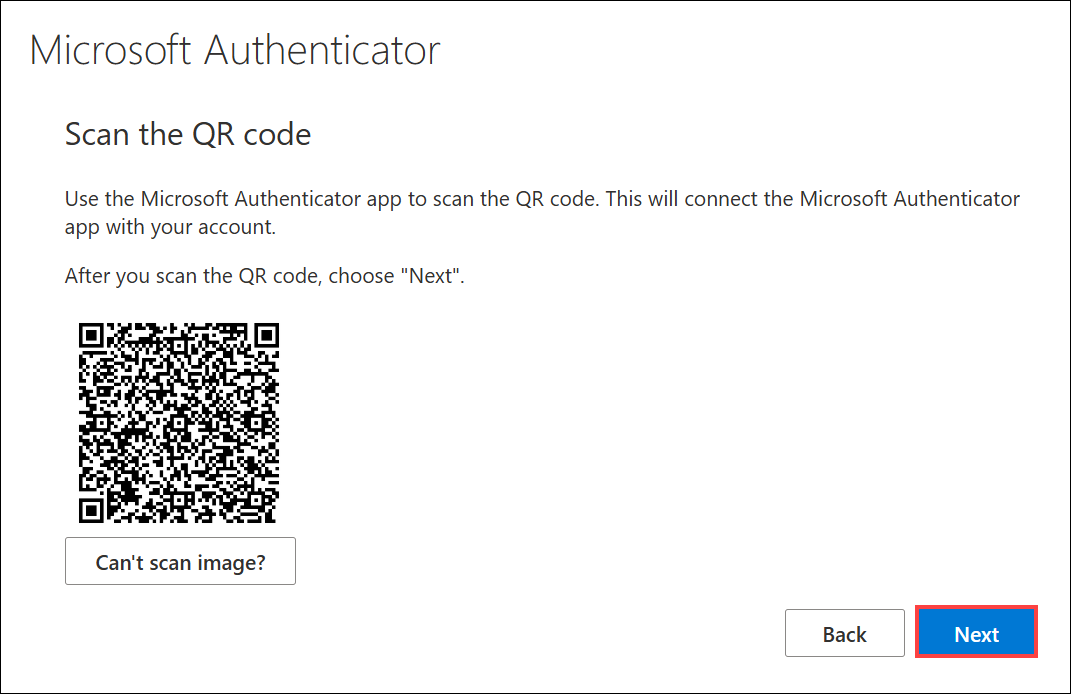 Microsoft Authenticator
Scan the QR code
Use the Microsoft Authenticator app to scan the QR code. This will connect the Microsoft Authenticator
app with your account.
After you scan the QR code, choose "Next".
Can't scan image?
Back
Next